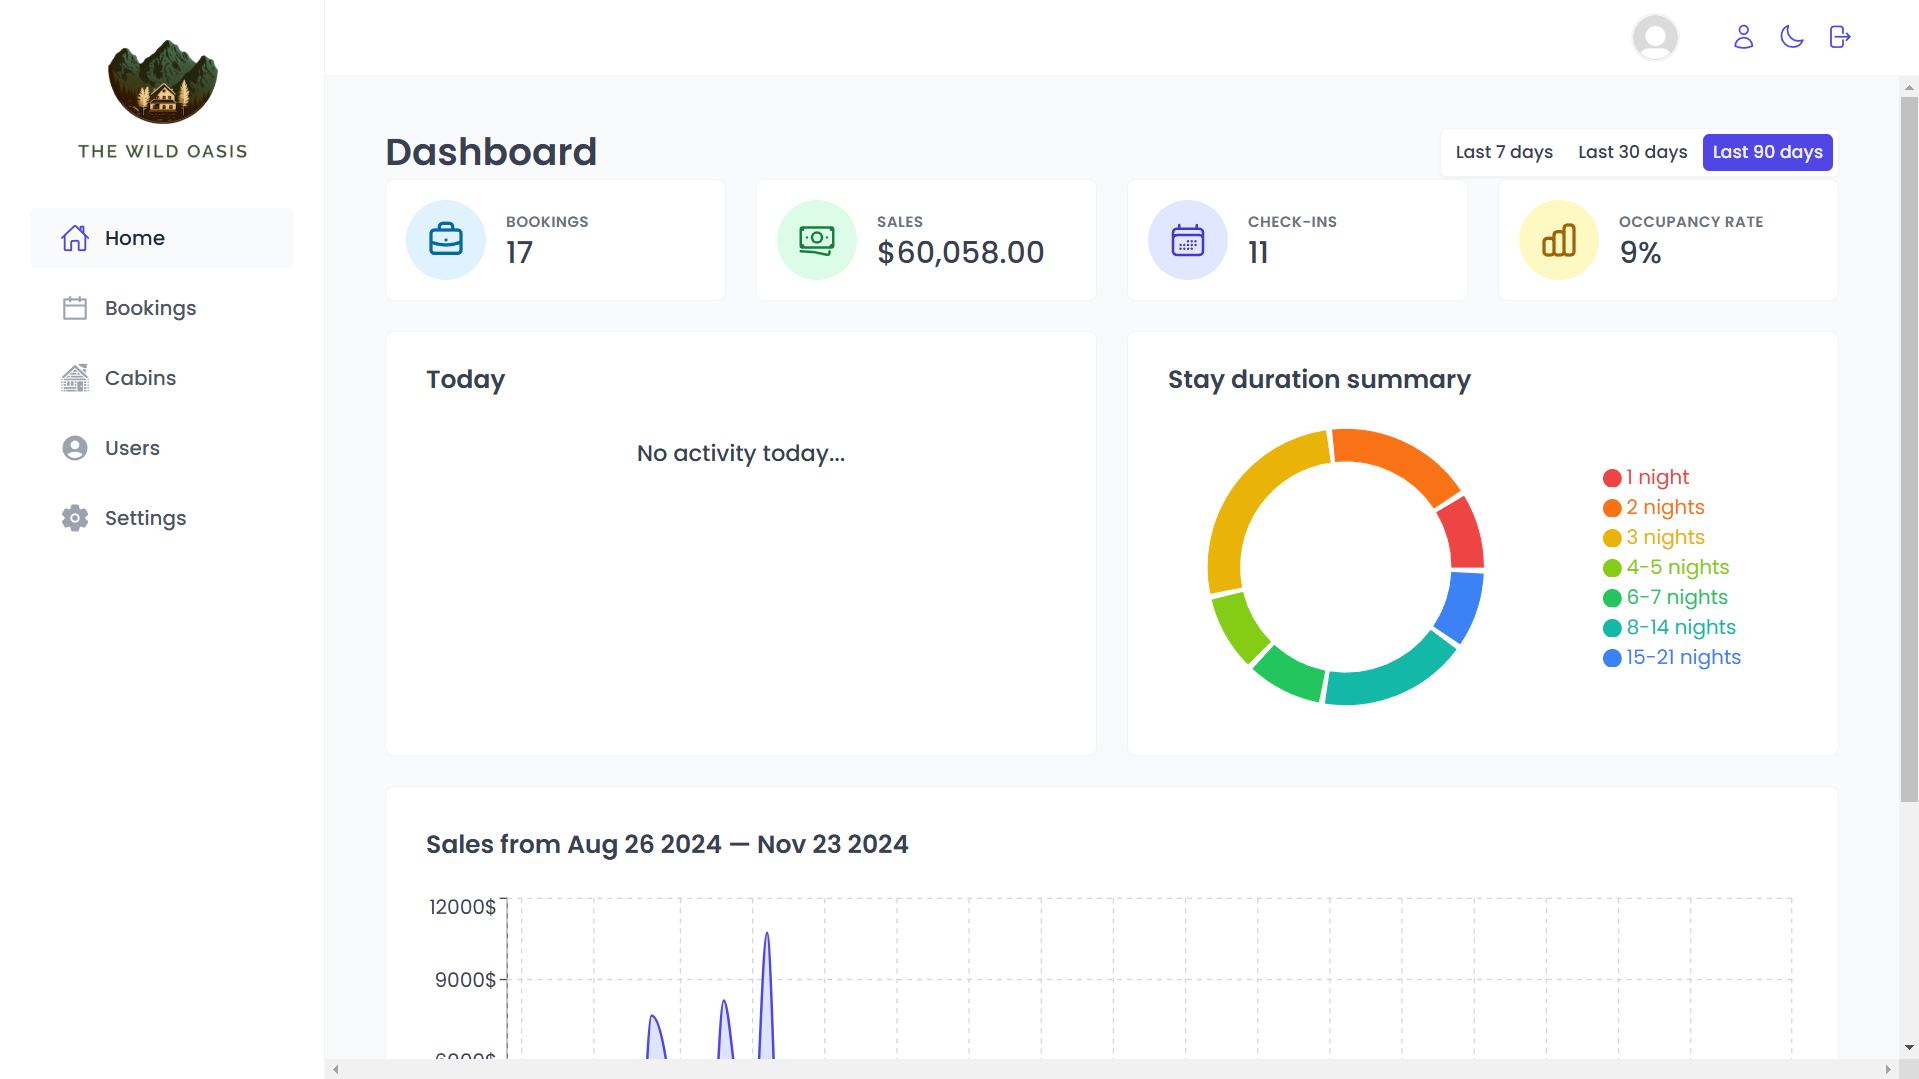 THE WILD OASIS
Home
Bookings
Cabins
Users
Settings
Dashboard
Last 7 days Last 30 days Last 90 days
BOOKINGS
17
SALES
$60,058.00
CHECK-INS
11
OCCUPANCY RATE
9%
Today
No activity today...
Stay duration summary
1 night
2 nights
3 nights
4-5 nights
6-7 nights
8-14 nights
15-21 nights
Sales from Aug 26 2024 — Nov 23 2024
12000$
9000$
6000$